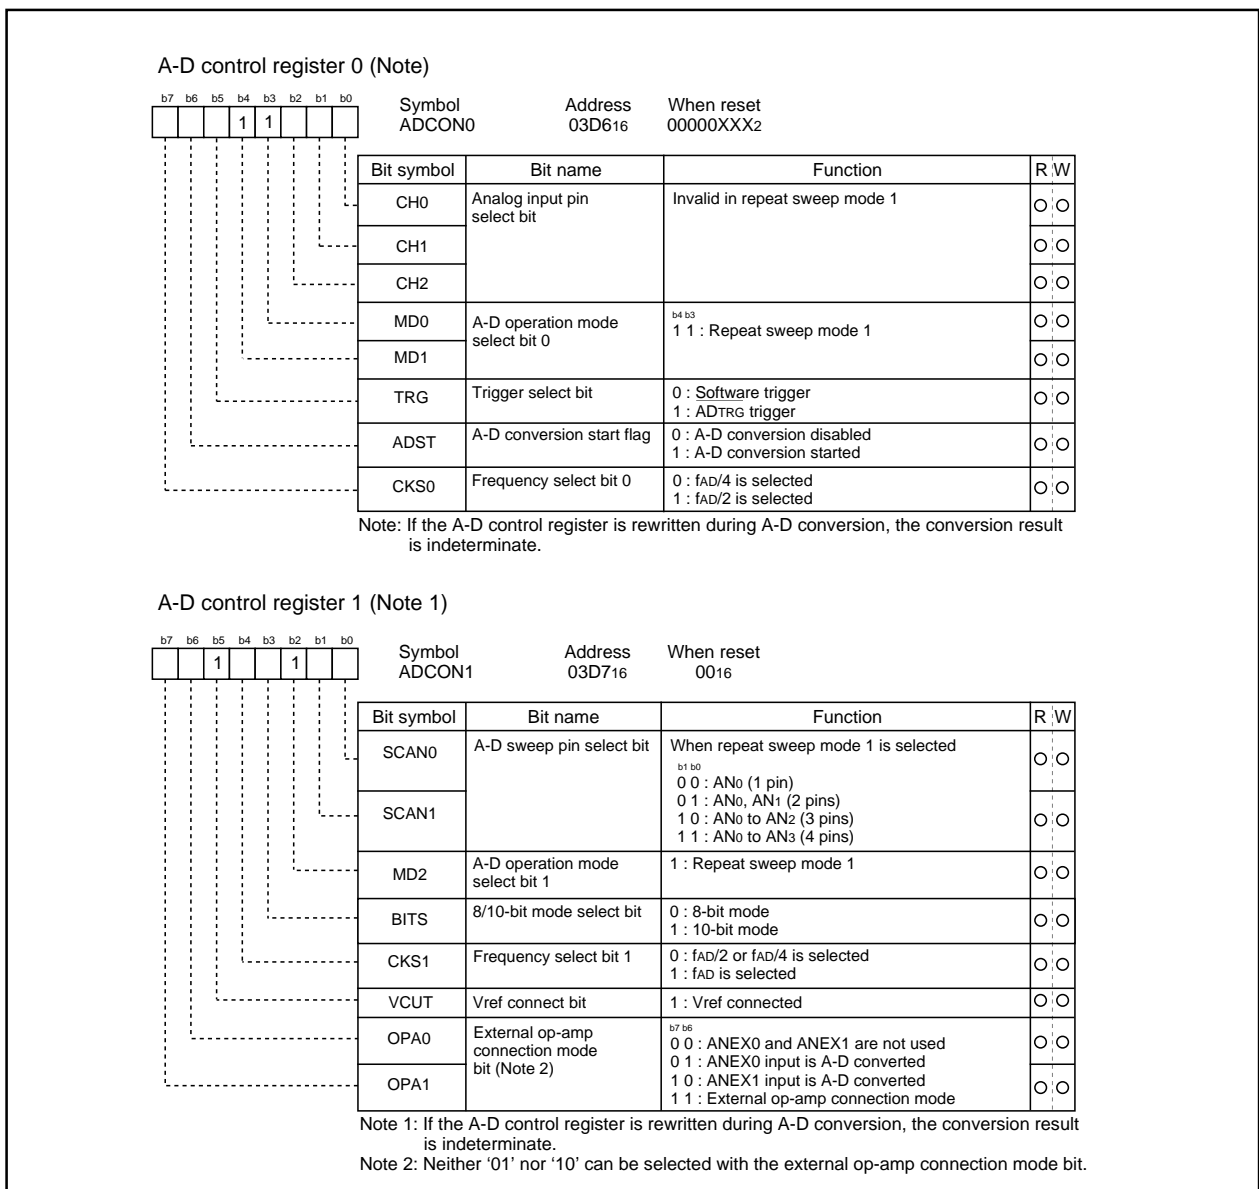 A-D control register 0 (Note)
b7 b6 b5 b4 b3 b2 b1 b0
Symbol Address When reset
1 1 ADCON0 03D616 00000XXX2
Bit symbol Bit name Function R W
CH0 Analog input pin Invalid in repeat sweep mode 1
select bit
CH1
CH2
MD0 A-D operation mode b4 b3
select bit 0 1 1 : Repeat sweep mode 1
MD1
TRG Trigger select bit 0 : Software trigger
1 : ADTRG trigger
ADST A-D conversion start flag 0 : A-D conversion disabled
1 : A-D conversion started
CKS0 Frequency select bit 0 0 : fAD/4 is selected
1 : fAD/2 is selected
Note: If the A-D control register is rewritten during A-D conversion, the conversion result
is indeterminate.
A-D control register 1 (Note 1)
b7 b6 b5 b4 b3 b2 b1 b0
Symbol Address When reset
1 1 ADCON1 03D716 0016
Bit symbol Bit name Function R W
SCAN0 A-D sweep pin select bit When repeat sweep mode 1 is selected
b1 b0
0 0 : AN0 (1 pin)
0 1 : AN0, AN1 (2 pins)
SCAN1 1 0 : AN0 to AN2 (3 pins)
1 1 : AN0 to AN3 (4 pins)
MD2 A-D operation mode 1 : Repeat sweep mode 1
select bit 1
BITS 8/10-bit mode select bit 0 : 8-bit mode
1 : 10-bit mode
CKS1 Frequency select bit 1 0 : fAD/2 or fAD/4 is selected
1 : fAD is selected
VCUT Vref connect bit 1 : Vref connected
OPA0 External op-amp b7 b6
connection mode 0 0 : ANEX0 and ANEX1 are not used
bit (Note 2) 0 1 : ANEX0 input is A-D converted
OPA1 1 0 : ANEX1 input is A-D converted
1 1 : External op-amp connection mode
Note 1: If the A-D control register is rewritten during A-D conversion, the conversion result
is indeterminate.
Note 2: Neither ‘01’ nor ‘10’ can be selected with the external op-amp connection mode bit.